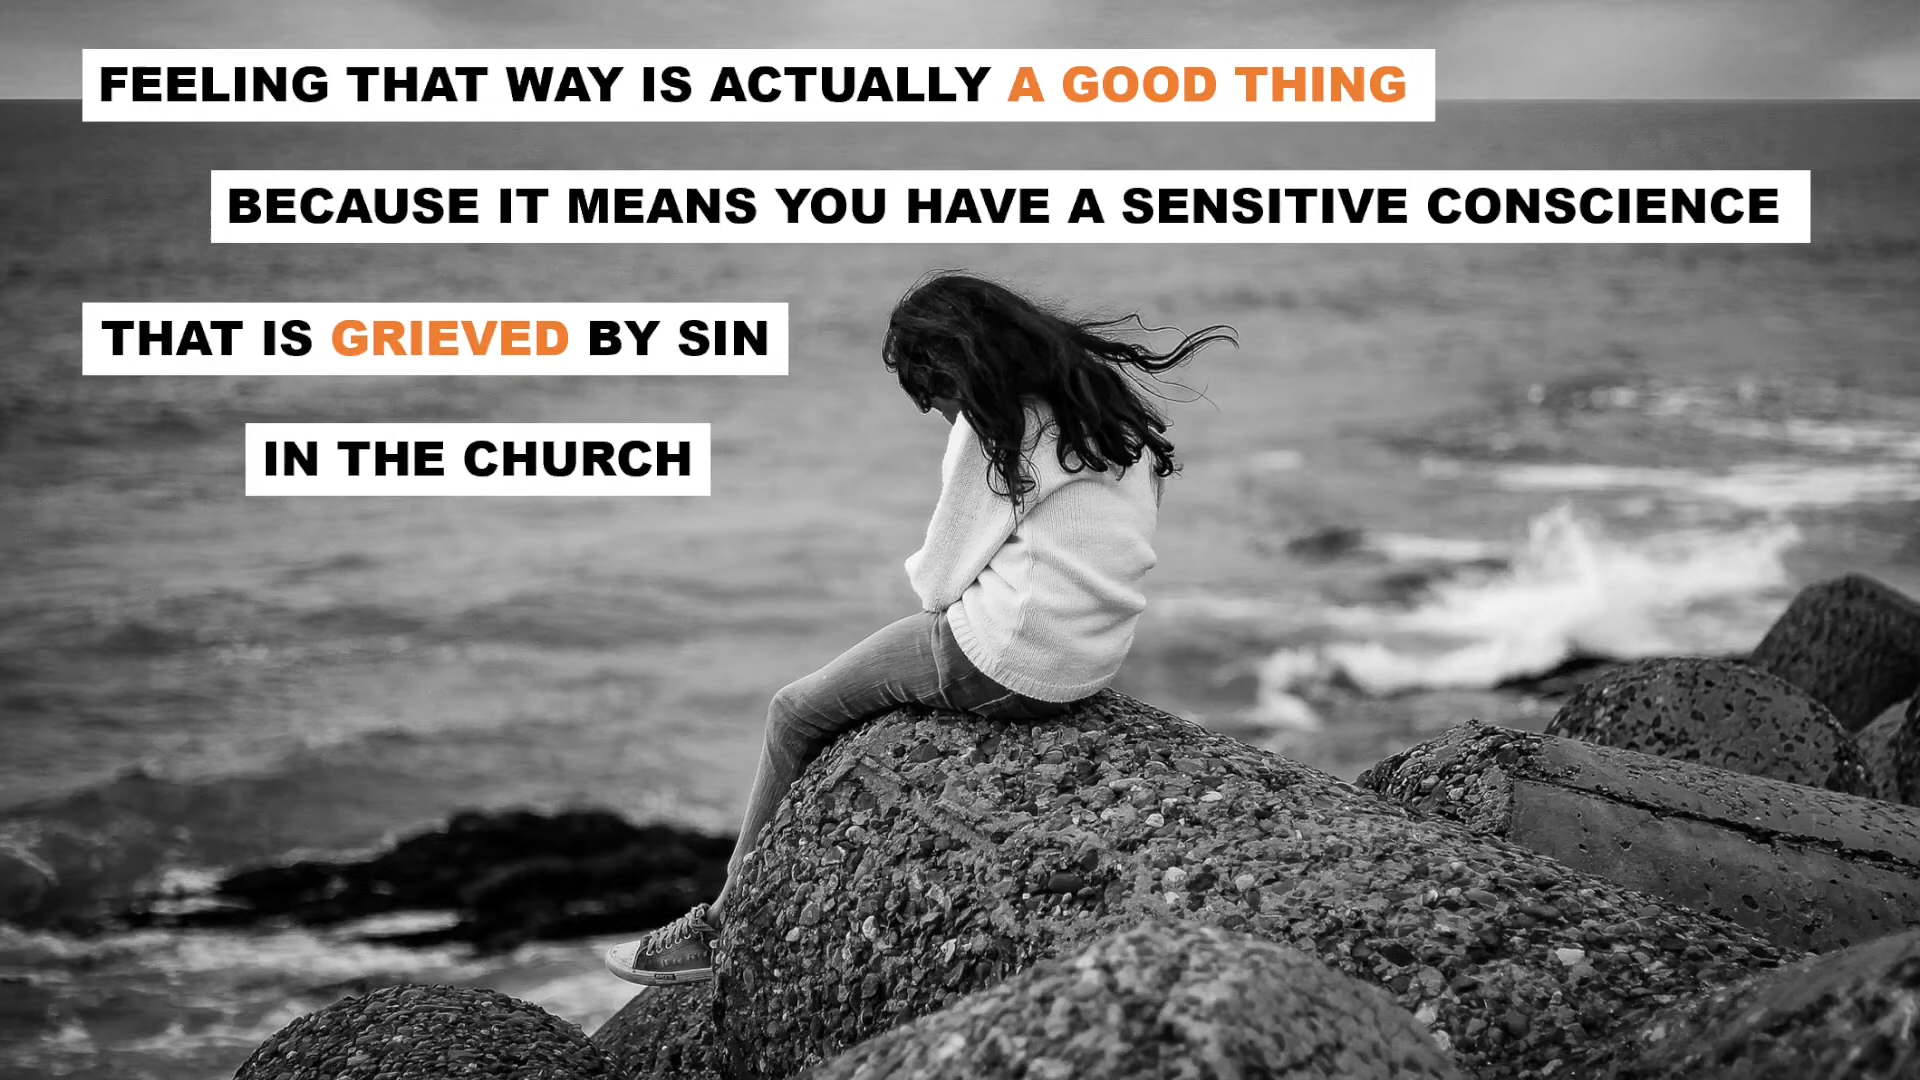 FEELING THAT WAY IS ACTUALLY A GOOD THING
BECAUSE IT MEANS YOU HAVE A SENSITIVE CONSCIENCE
THAT IS GRIEVED BY SIN
IN THE CHURCH